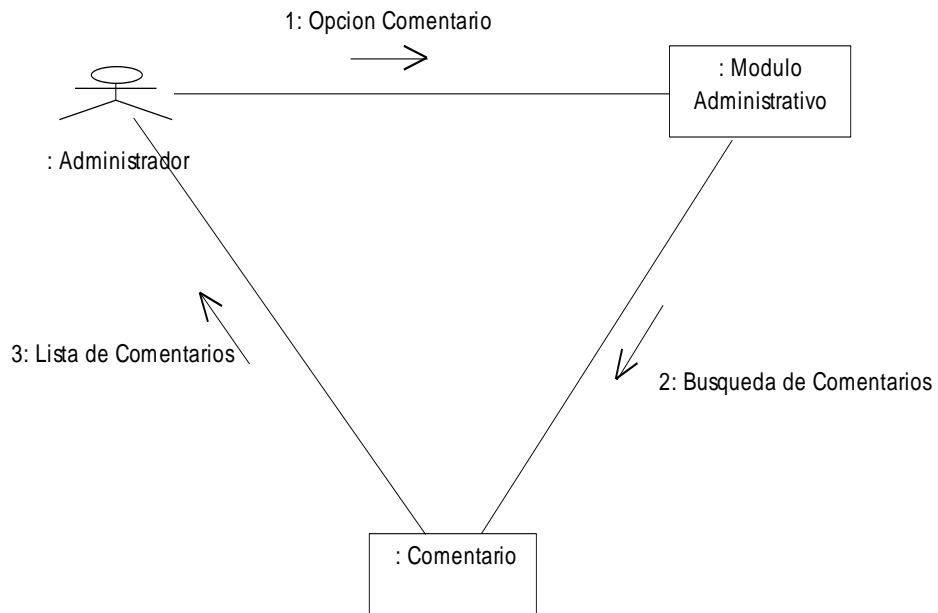 1: Opcion Comentario
: Modulo
Administrativo
: Administrador
3: Lista de Comentarios
2: Busqueda de Comentarios
: Comentario